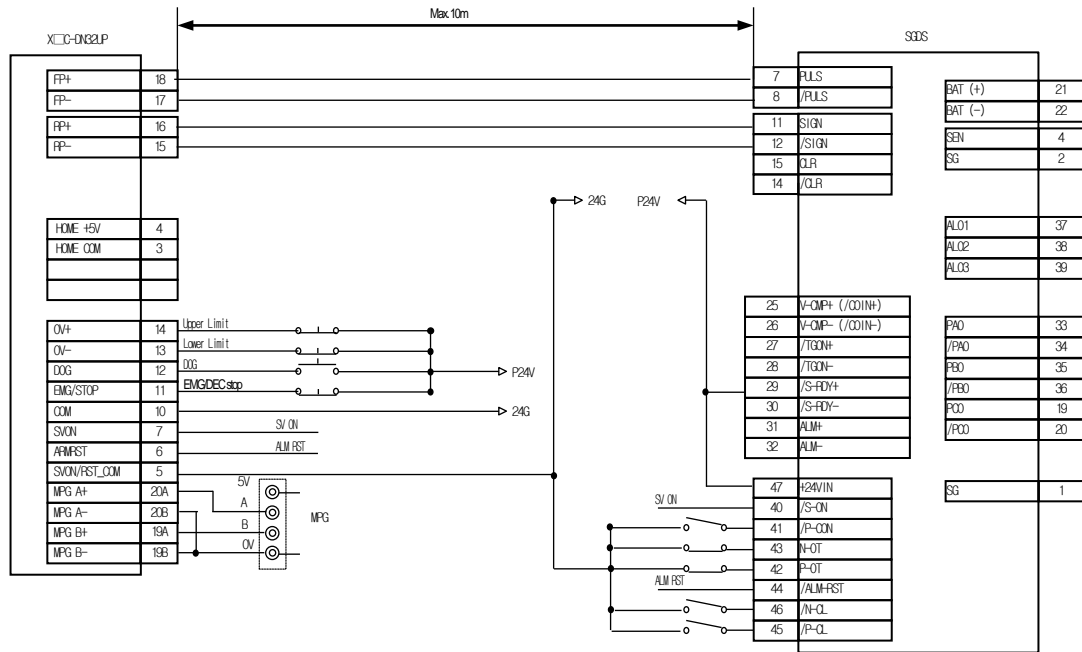 Max. 10m
X□C-DN32UP
SGDS
FP+ 18
FP- 17
RP+ 16
RP- 15
HOME +5V 4
HOME COM 3
OV+ 14 Upper Limit
OV- 13 Lower Limit
DOG 12 DOG
EMG/STOP 11 EMG/DEC stop
COM 10
SVON 7 SV ON
ARMRST 6 ALM RST
SVON/RST_COM 5
MPG A+ 20A
MPG A- 20B
MPG B+ 19A
MPG B- 19B
5V
A
B
0V
MPG
P24V
24G
24G
P24V
7 PULS
8 /PULS
11 SIGN
12 /SIGN
15 CLR
14 /CLR
25 V-CMP+ (/COIN+)
26 V-CMP- (/COIN-)
27 /TGON+
28 /TGON-
29 /S-RDY+
30 /S-RDY-
31 ALM+
32 ALM-
47 +24VIN
SV ON 40 /S-ON
41 /P-CON
43 N-OT
42 P-OT
ALM RST 44 /ALM-RST
46 /N-CL
45 /P-CL
BAT (+) 21
BAT (-) 22
SEN 4
SG 2
ALO1 37
ALO2 38
ALO3 39
PAO 33
/PAO 34
PBO 35
/PBO 36
PCO 19
/PCO 20
SG 1